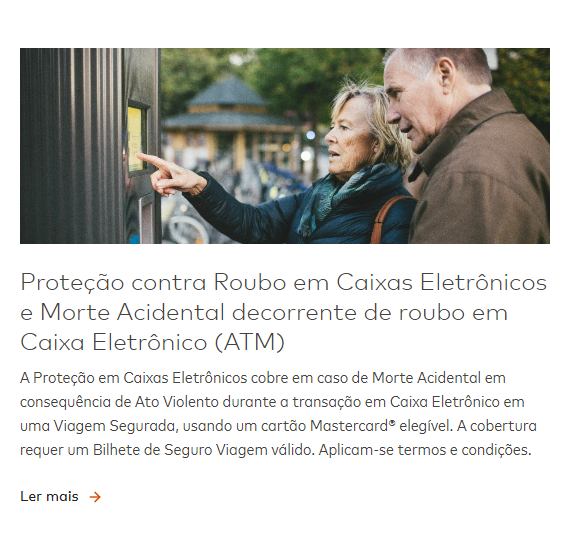 Proteção contra Roubo em Caixas Eletrônicos
e Morte Acidental decorrente de roubo em
Caixa Eletrônico (ATM)
A Proteção em Caixas Eletrônicos cobre em caso de Morte Acidental em
consequência de Ato Violento durante a transação em Caixa Eletrônico em
uma Viagem Segurada, usando um cartão Mastercard® elegível. A cobertura
requer um Bilhete de Seguro Viagem válido. Aplicam-se termos e condições.
Ler mais →